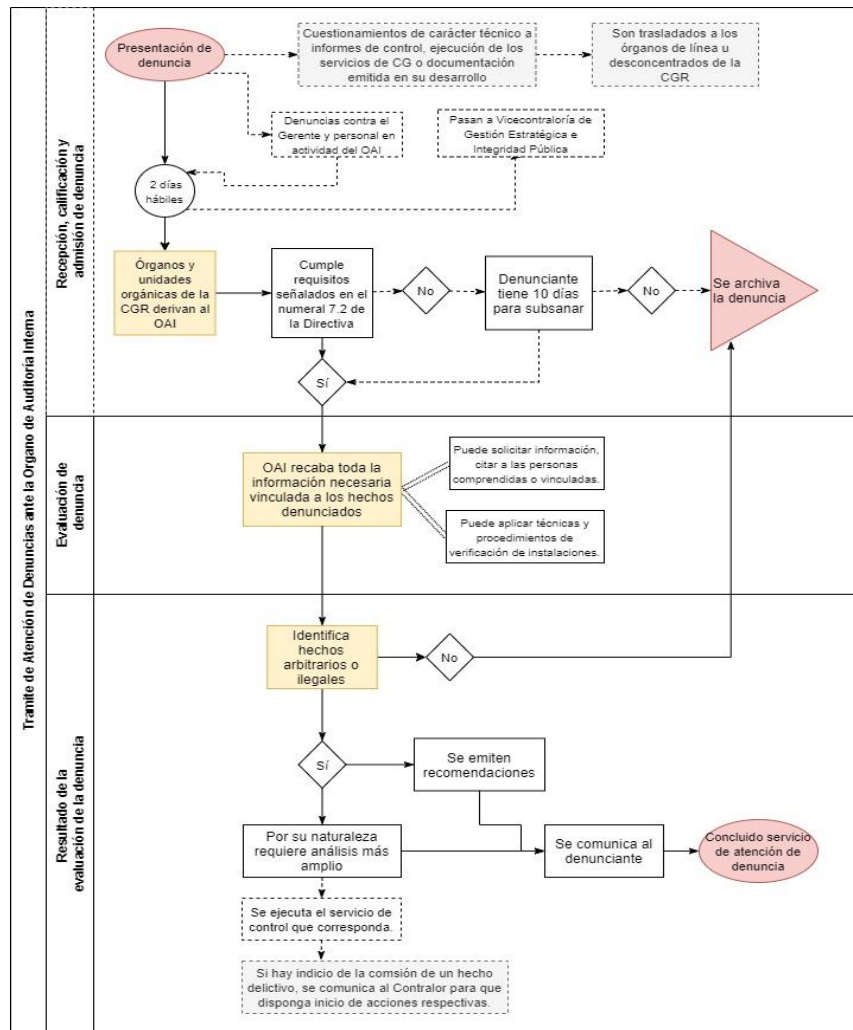 Tramite de Atención de Denuncias ante la Organo de Auditoría Interna
Recepción, calificación y
admisión de denuncia
Presentación de
denuncia
Cuestionamientos de carácter técnico a
informes de control, ejecución de los
servicios de CG o documentación
emitida en su desarrollo
Son trasladados a los
órganos de línea u
desconcentrados de la
CGR
Denuncias contra el
Gerente y personal en
actividad del OAI
Pasan a Vicecontraloría de
Gestión Estratégica e
Integridad Pública
2 días
hábiles
Órganos y
unidades
orgánicas de la
CGR derivan al
OAI
Cumple
requisitos
señalados en el
numeral 7.2 de
la Directiva
No
Denunciante
tiene 10 días
para subsanar
No
Se archiva
la denuncia
Sí
Evaluación de
denuncia
OAI recaba toda la
información necesaria
vinculada a los hechos
denunciados
Puede solicitar información,
citar a las personas
comprendidas o vinculadas.
Puede aplicar técnicas y
procedimientos de
verificación de instalaciones.
Resultado de la
evaluación de la denuncia
Identifica
hechos
arbitrarios o
ilegales
No
Sí
Se emiten
recomendaciones
Por su naturaleza
requiere análisis más
amplio
Se comunica al
denunciante
Concluido servicio
de atención de
denuncia
Se ejecuta el servicio de
control que corresponda.
Si hay indicio de la comsión de un hecho
delictivo, se comunica al Contralor para que
disponga inicio de acciones respectivas.